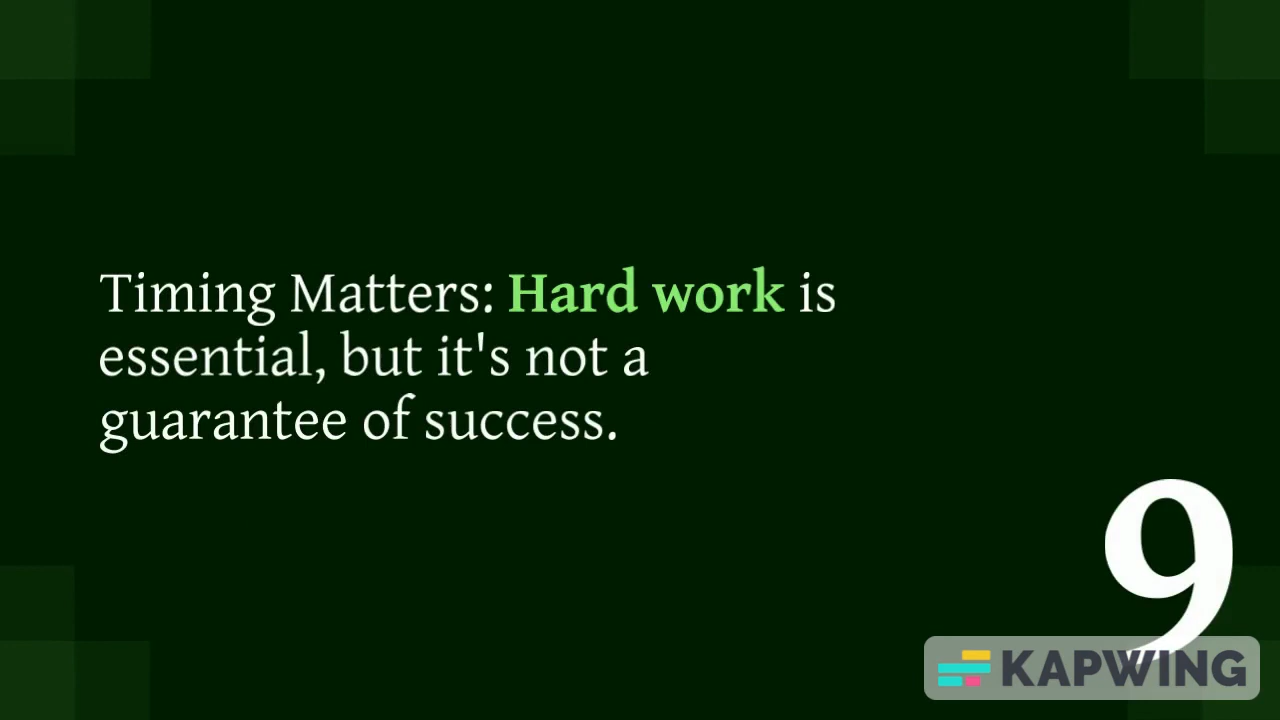 Timing Matters: Hard work is
essential, but it's not a
guarantee of success.
9
KAPWING